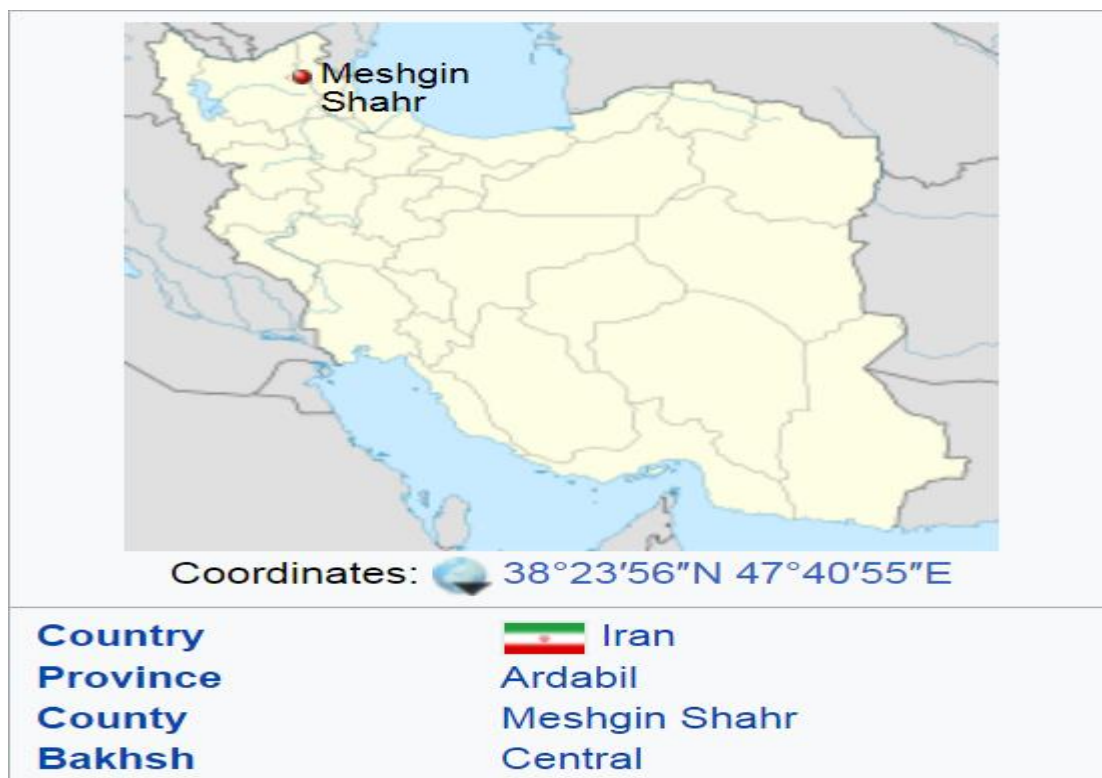 Meshgin
Shahr
Coordinates: 38°23′56″N 47°40′55″E
Country Iran
Province Ardabil
County Meshgin Shahr
Bakhsh Central